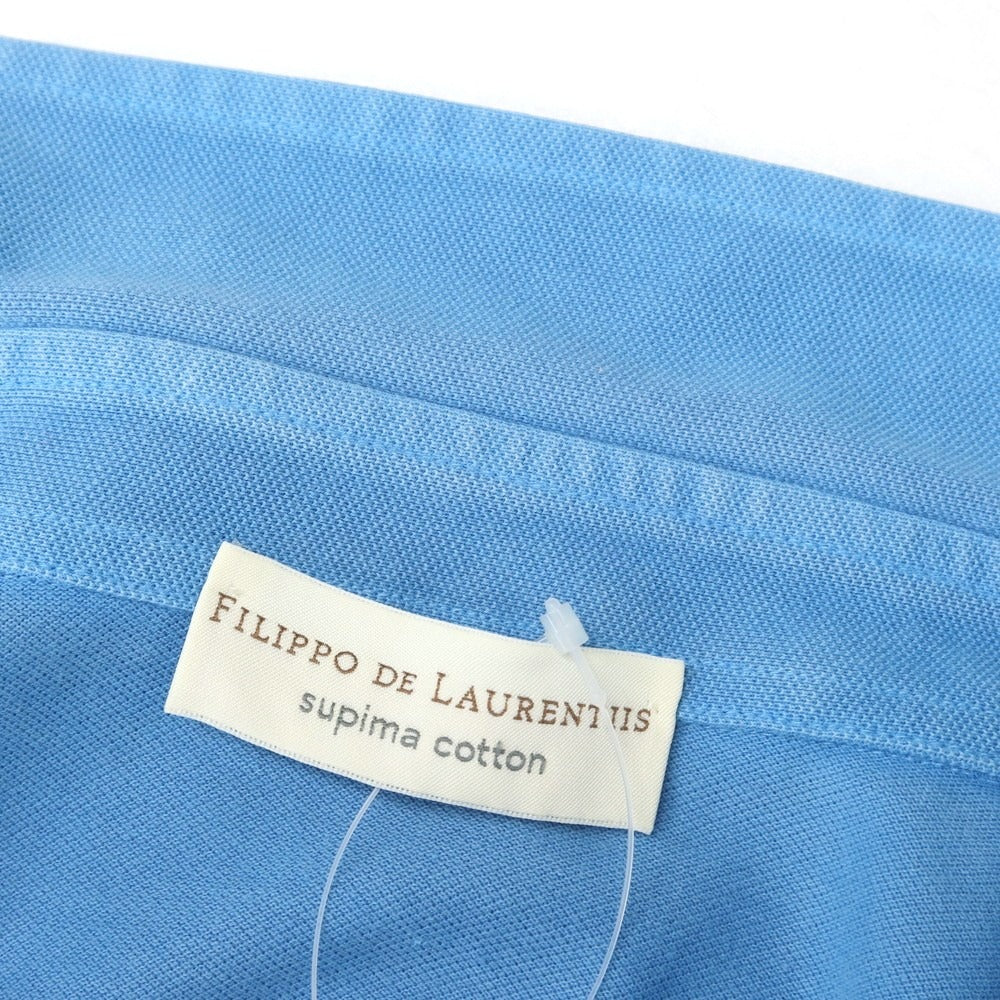 FILIPPO DE LAURENTIIS
supima cotton